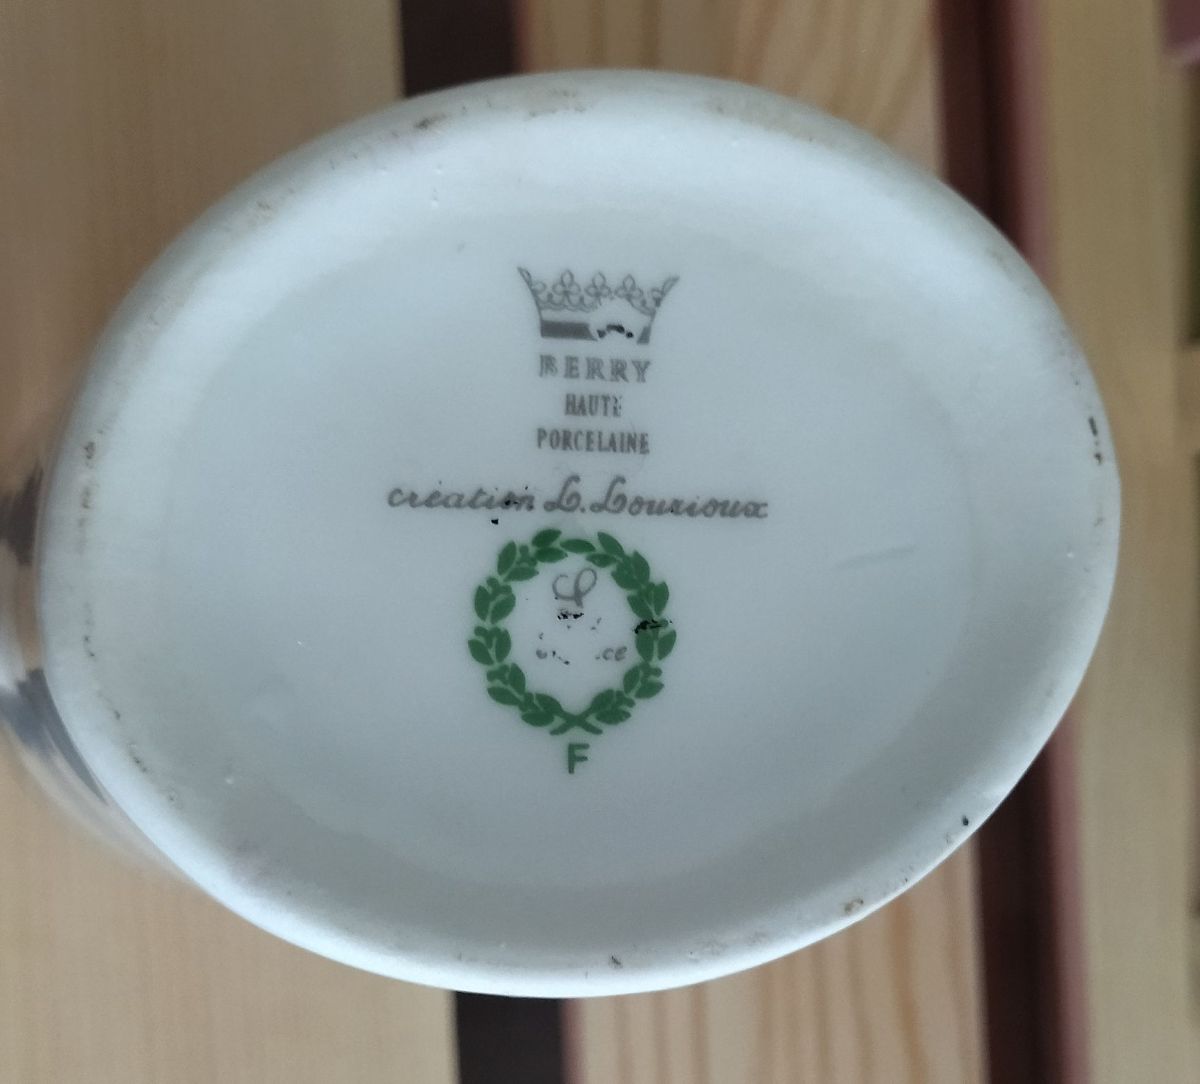 BERRY
HAUTE
PORCELAINE
création L. Lourioux
L
F